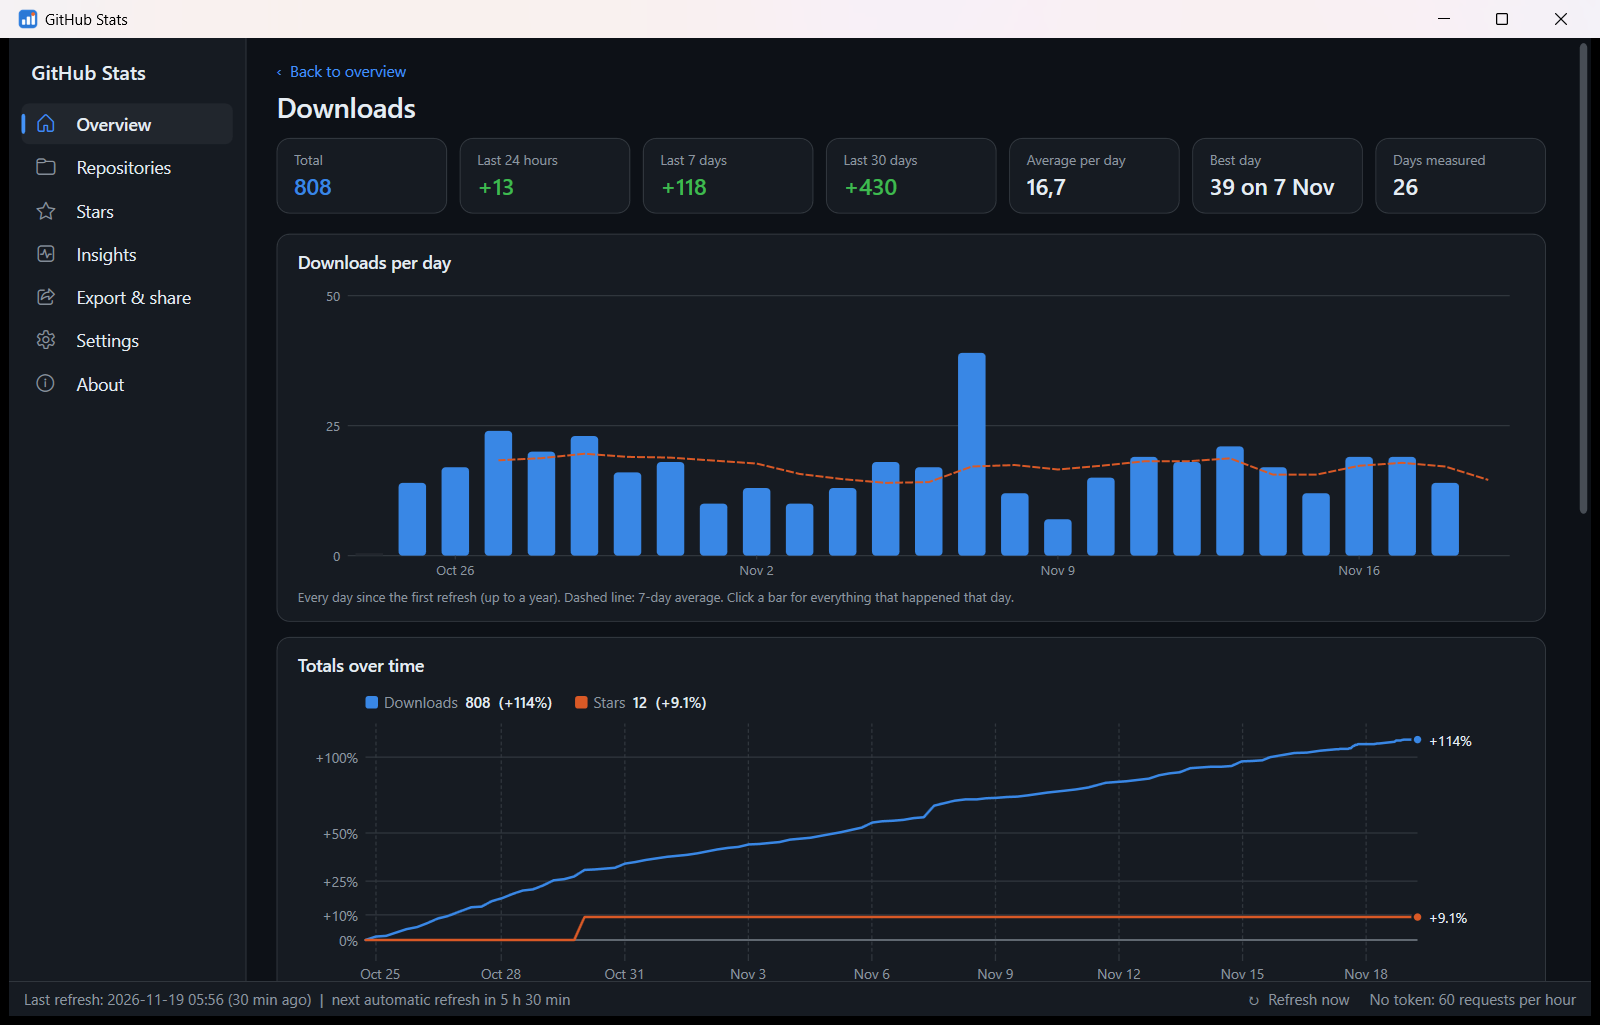 GitHub Stats
GitHub Stats
Overview
Repositories
Stars
Insights
Export & share
Settings
About
‹ Back to overview
Downloads
Total
808
Last 24 hours
+13
Last 7 days
+118
Last 30 days
+430
Average per day
16,7
Best day
39 on 7 Nov
Days measured
26
Downloads per day
50
25
0
Oct 26 Nov 2 Nov 9 Nov 16
Every day since the first refresh (up to a year). Dashed line: 7-day average. Click a bar for everything that happened that day.
Totals over time
Downloads 808 (+114%) Stars 12 (+9.1%)
+114%
+100%
+50%
+25%
+10%
+9.1%
0%
Oct 25 Oct 28 Oct 31 Nov 3 Nov 6 Nov 9 Nov 12 Nov 15 Nov 18
Last refresh: 2026-11-19 05:56 (30 min ago) | next automatic refresh in 5 h 30 min
↻ Refresh now No token: 60 requests per hour